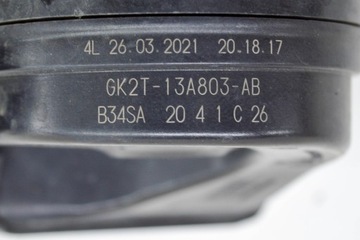 4L 26.03.2021 20.18.17
GK2T-13A803-AB
B34SA 20 4 1 C 26